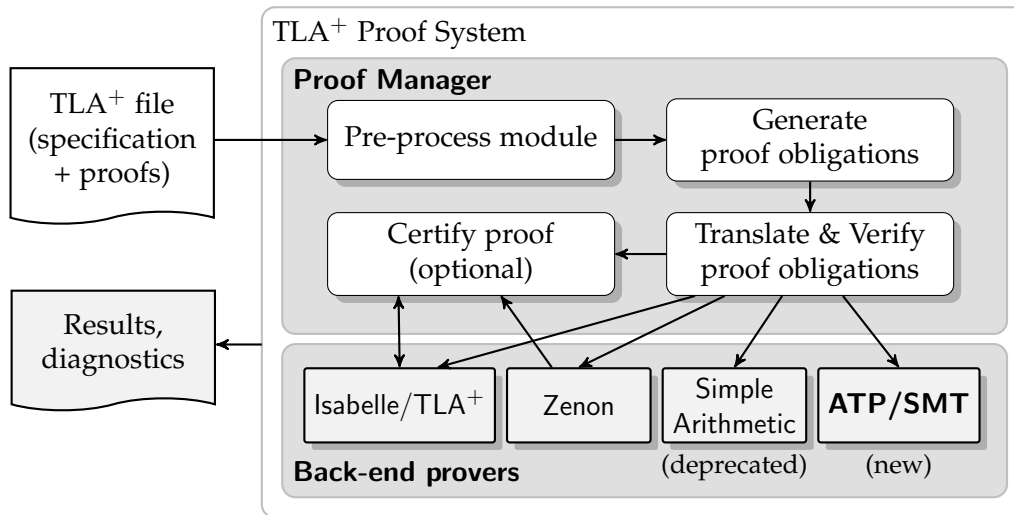 TLA+ Proof System
Proof Manager
TLA+ file
(specification
+ proofs)
Pre-process module
Generate
proof obligations
Certify proof
(optional)
Translate & Verify
proof obligations
Results,
diagnostics
Isabelle/TLA+
Zenon
Simple
Arithmetic
ATP/SMT
(deprecated)
(new)
Back-end provers